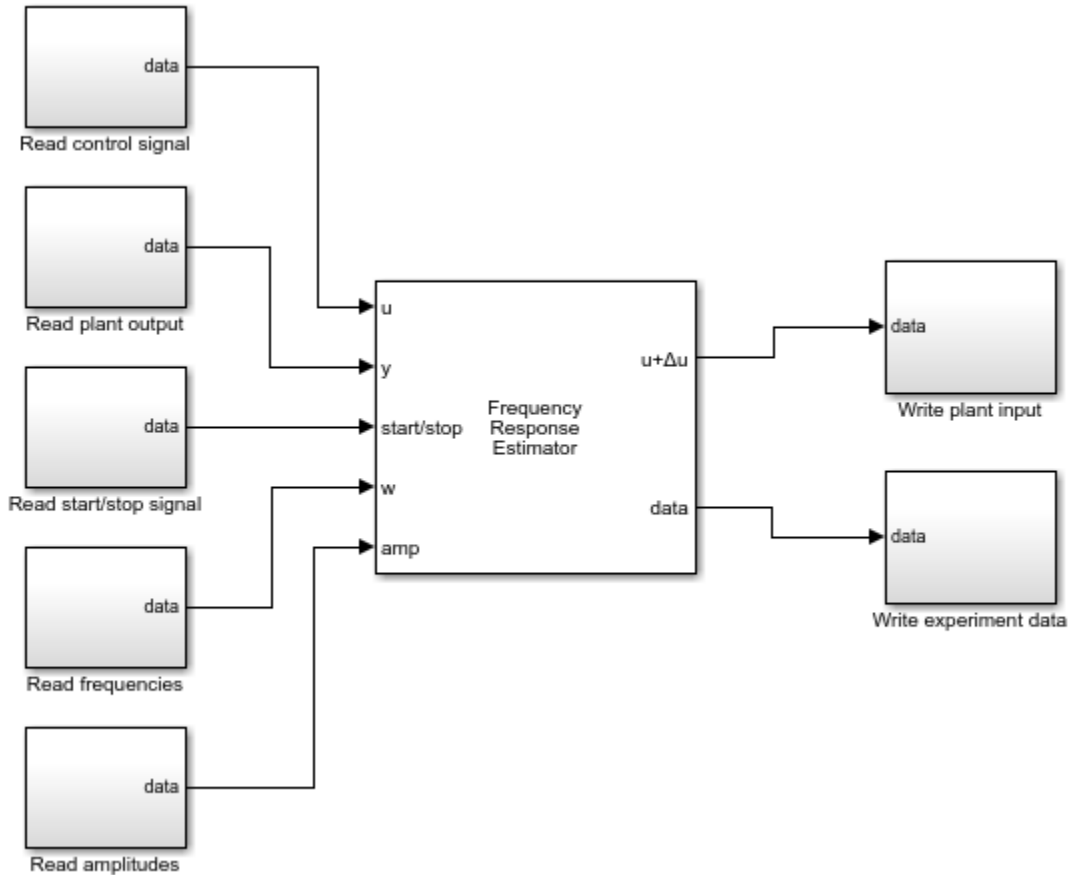 data
Read control signal
data
Read plant output
data
Read start/stop signal
data
Read frequencies
data
Read amplitudes
u
y
start/stop
w
amp
Frequency
Response
Estimator
u+Δu
data
data
Write plant input
data
Write experiment data